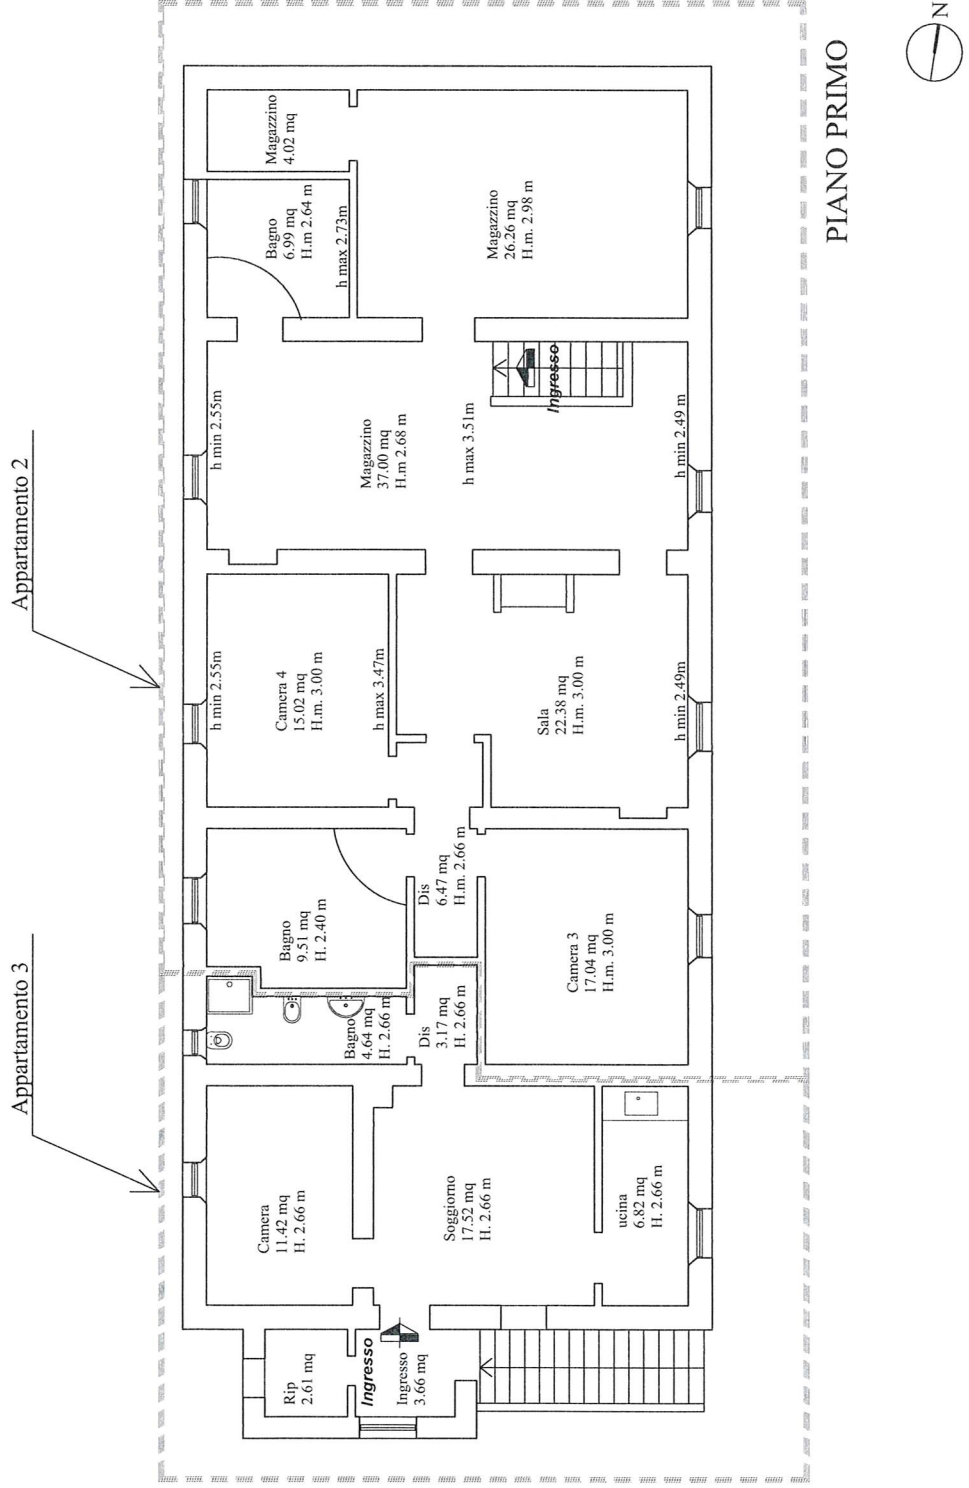 Appartamento 3
Appartamento 2
Rip
2.61 mq
Ingresso
Ingresso
3.66 mq
Camera
11.42 mq
H. 2.66 m
Soggiorno
17.52 mq
H. 2.66 m
ucina
6.82 mq
H. 2.66 m
Bagno
4.64 mq
H. 2.66 m
Dis
3.17 mq
H. 2.66 m
Bagno
9.51 mq
H. 2.40 m
Dis
6.47 mq
H.m. 2.66 m
Camera 3
17.04 mq
H.m. 3.00 m
h min 2.55m
Camera 4
15.02 mq
H.m. 3.00 m
h max 3.47m
Sala
22.38 mq
H.m. 3.00 m
h min 2.49m
h min 2.55m
Magazzino
37.00 mq
H.m 2.68 m
h max 3.51m
Ingresso
h min 2.49 m
Bagno
6.99 mq
H.m 2.64 m
h max 2.73m
Magazzino
4.02 mq
Magazzino
26.26 mq
H.m. 2.98 m
PIANO PRIMO
N